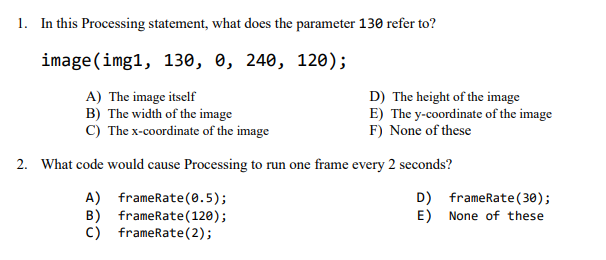 1. In this Processing statement, what does the parameter 130 refer to?
image(img1, 130, 0, 240, 120);
A) The image itself
B) The width of the image
C) The x-coordinate of the image
D) The height of the image
E) The y-coordinate of the image
F) None of these
2. What code would cause Processing to run one frame every 2 seconds?
A) frameRate(0.5);
B) frameRate(120);
C) frameRate(2);
D) frameRate(30);
E) None of these